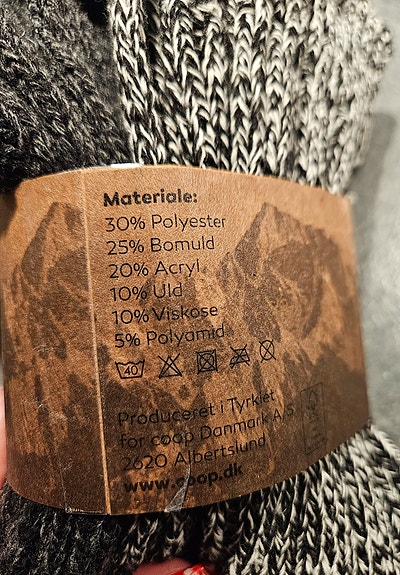 Materiale:
30% Polyester
25% Bomuld
20% Acryl
10% Uld
10% Viskose
5% Polyamid
40
Produceret i Tyrkiet
for coop Danmark A/S
2620 Albertslund
www.coop.dk